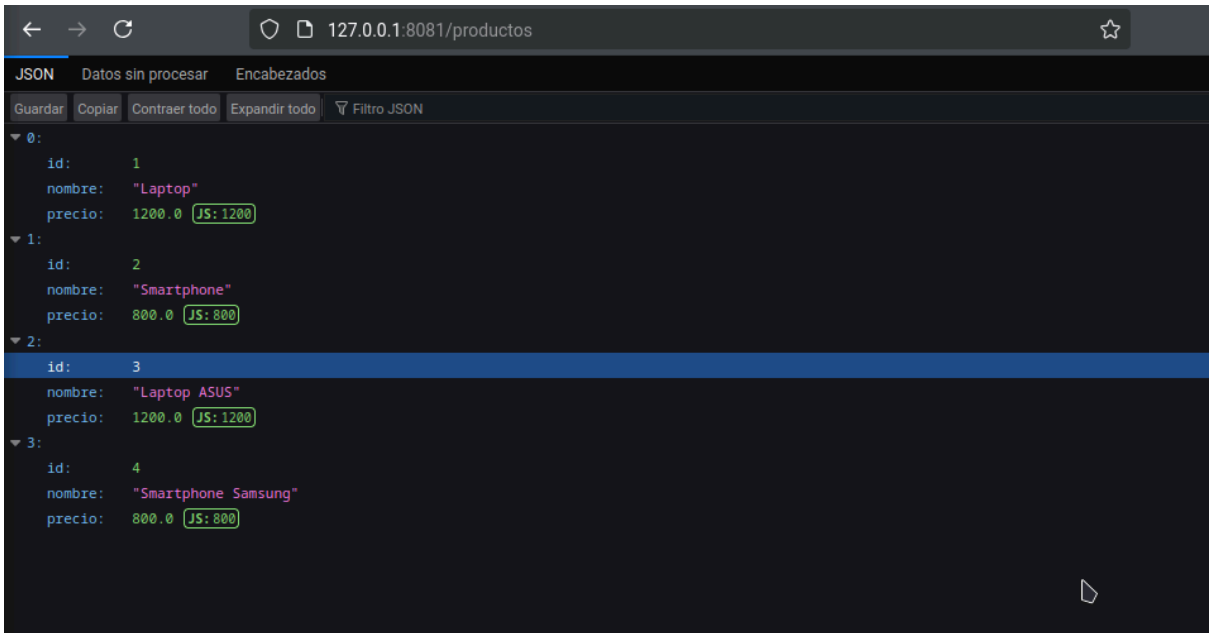 127.0.0.1:8081/productos
JSON Datos sin procesar Encabezados
Guardar Copiar Contraer todo Expandir todo Filtro JSON
0:
id: 1
nombre: "Laptop"
precio: 1200.0 JS: 1200
1:
id: 2
nombre: "Smartphone"
precio: 800.0 JS: 800
2:
id: 3
nombre: "Laptop ASUS"
precio: 1200.0 JS: 1200
3:
id: 4
nombre: "Smartphone Samsung"
precio: 800.0 JS: 800